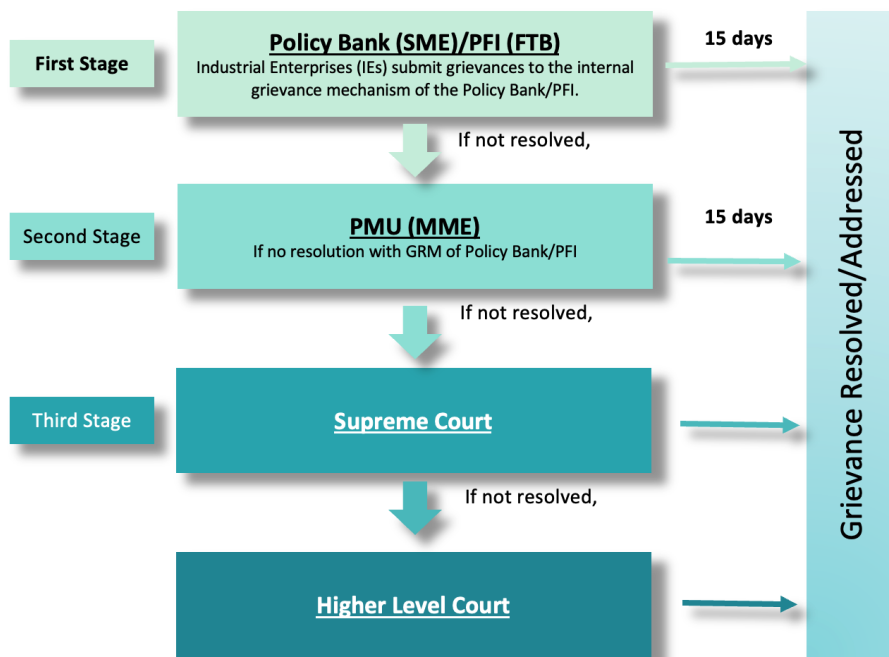 First Stage
Policy Bank (SME)/PFI (FTB)
Industrial Enterprises (IEs) submit grievances to the internal
grievance mechanism of the Policy Bank/PFI.
15 days
If not resolved,
Second Stage
PMU (MME)
If no resolution with GRM of Policy Bank/PFI
15 days
If not resolved,
Third Stage
Supreme Court
If not resolved,
Higher Level Court
Grievance Resolved/Addressed